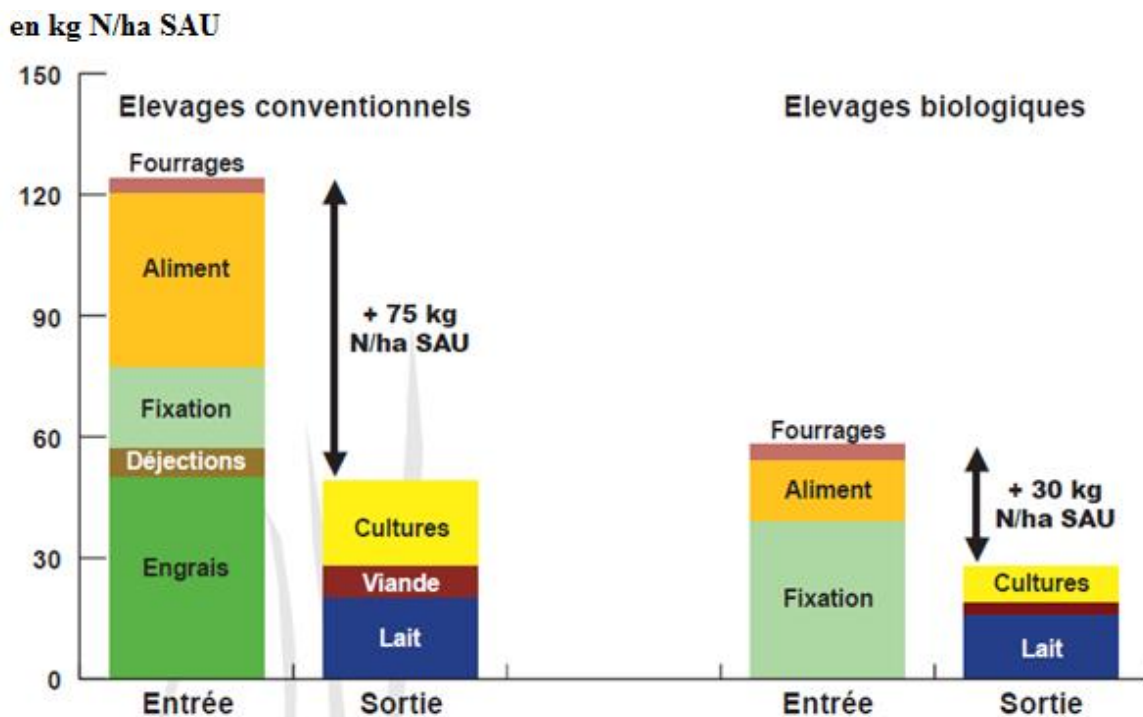 en kg N/ha SAU
150
Elevages conventionnels
Elevages biologiques
Fourrages
120
Aliment
+ 75 kg
N/ha SAU
90
Fixation
60
Déjections
Fourrages
Cultures
Aliment
+ 30 kg
N/ha SAU
30
Engrais
Viande
Fixation
Cultures
Lait
Lait
0
Entrée
Sortie
Entrée
Sortie